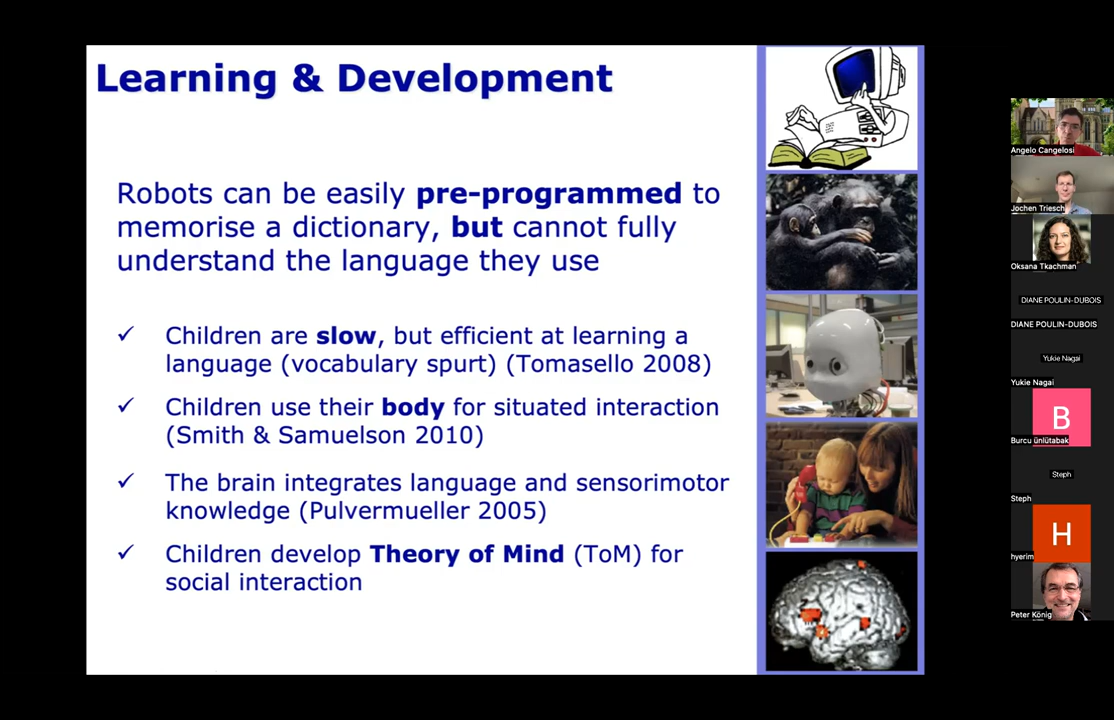 Learning & Development
Robots can be easily pre-programmed to
memorise a dictionary, but cannot fully
understand the language they use
✓ Children are slow, but efficient at learning a
language (vocabulary spurt) (Tomasello 2008)
✓ Children use their body for situated interaction
(Smith & Samuelson 2010)
✓ The brain integrates language and sensorimotor
knowledge (Pulvermueller 2005)
✓ Children develop Theory of Mind (ToM) for
social interaction
Angelo Cangelosi
Jochen Triesch
Oksana Tkachman
DIANE POULIN-DUBOIS
DIANE POULIN-DUBOIS
Yukie Nagai
Yukie Nagai
B
Burcu ünlütabak
Steph
Steph
H
hyerim
Peter König